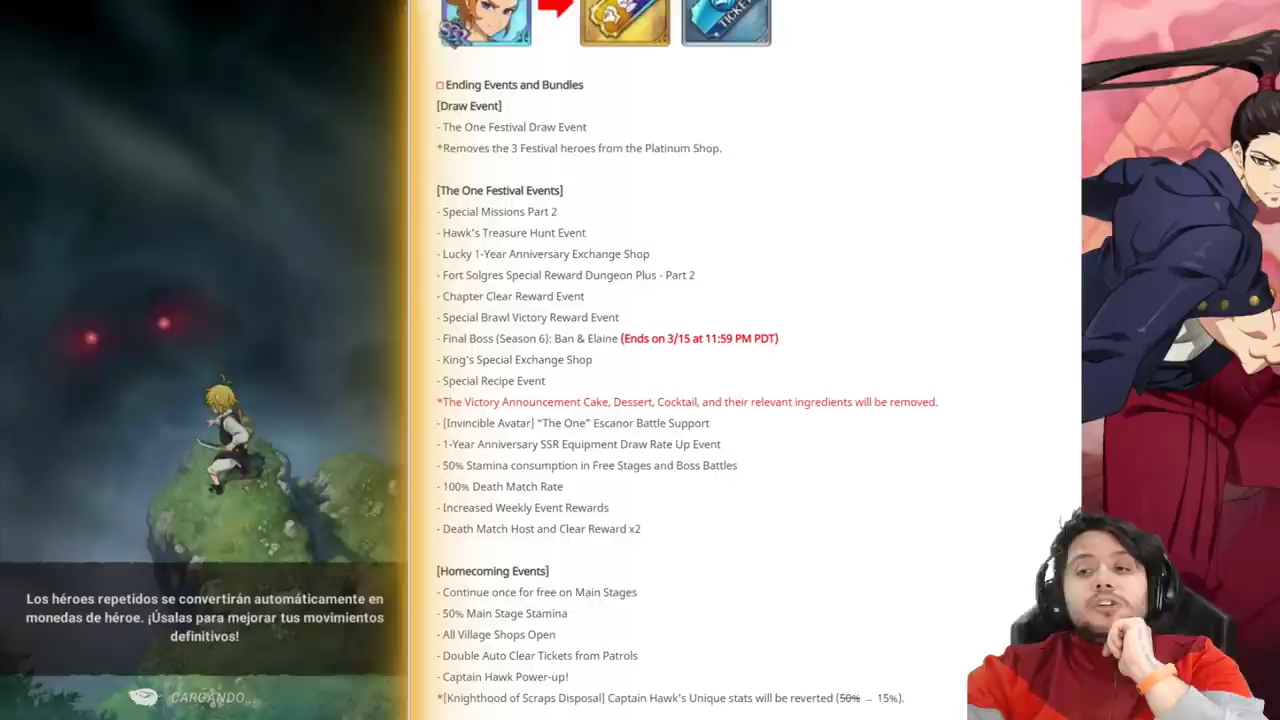 SSR
TICKET
□ Ending Events and Bundles
[Draw Event]
- The One Festival Draw Event
*Removes the 3 Festival heroes from the Platinum Shop.
[The One Festival Events]
- Special Missions Part 2
- Hawk's Treasure Hunt Event
- Lucky 1-Year Anniversary Exchange Shop
- Fort Solgres Special Reward Dungeon Plus - Part 2
- Chapter Clear Reward Event
- Special Brawl Victory Reward Event
- Final Boss (Season 6): Ban & Elaine (Ends on 3/15 at 11:59 PM PDT)
- King's Special Exchange Shop
- Special Recipe Event
*The Victory Announcement Cake, Dessert, Cocktail, and their relevant ingredients will be removed.
- [Invincible Avatar] “The One” Escanor Battle Support
- 1-Year Anniversary SSR Equipment Draw Rate Up Event
- 50% Stamina consumption in Free Stages and Boss Battles
- 100% Death Match Rate
- Increased Weekly Event Rewards
- Death Match Host and Clear Reward x2
[Homecoming Events]
- Continue once for free on Main Stages
- 50% Main Stage Stamina
- All Village Shops Open
- Double Auto Clear Tickets from Patrols
- Captain Hawk Power-up!
*[Knighthood of Scraps Disposal] Captain Hawk's Unique stats will be reverted (50% → 15%).
Los héroes repetidos se convertirán automáticamente en
monedas de héroe. ¡Úsalas para mejorar tus movimientos
definitivos!
CARGANDO...